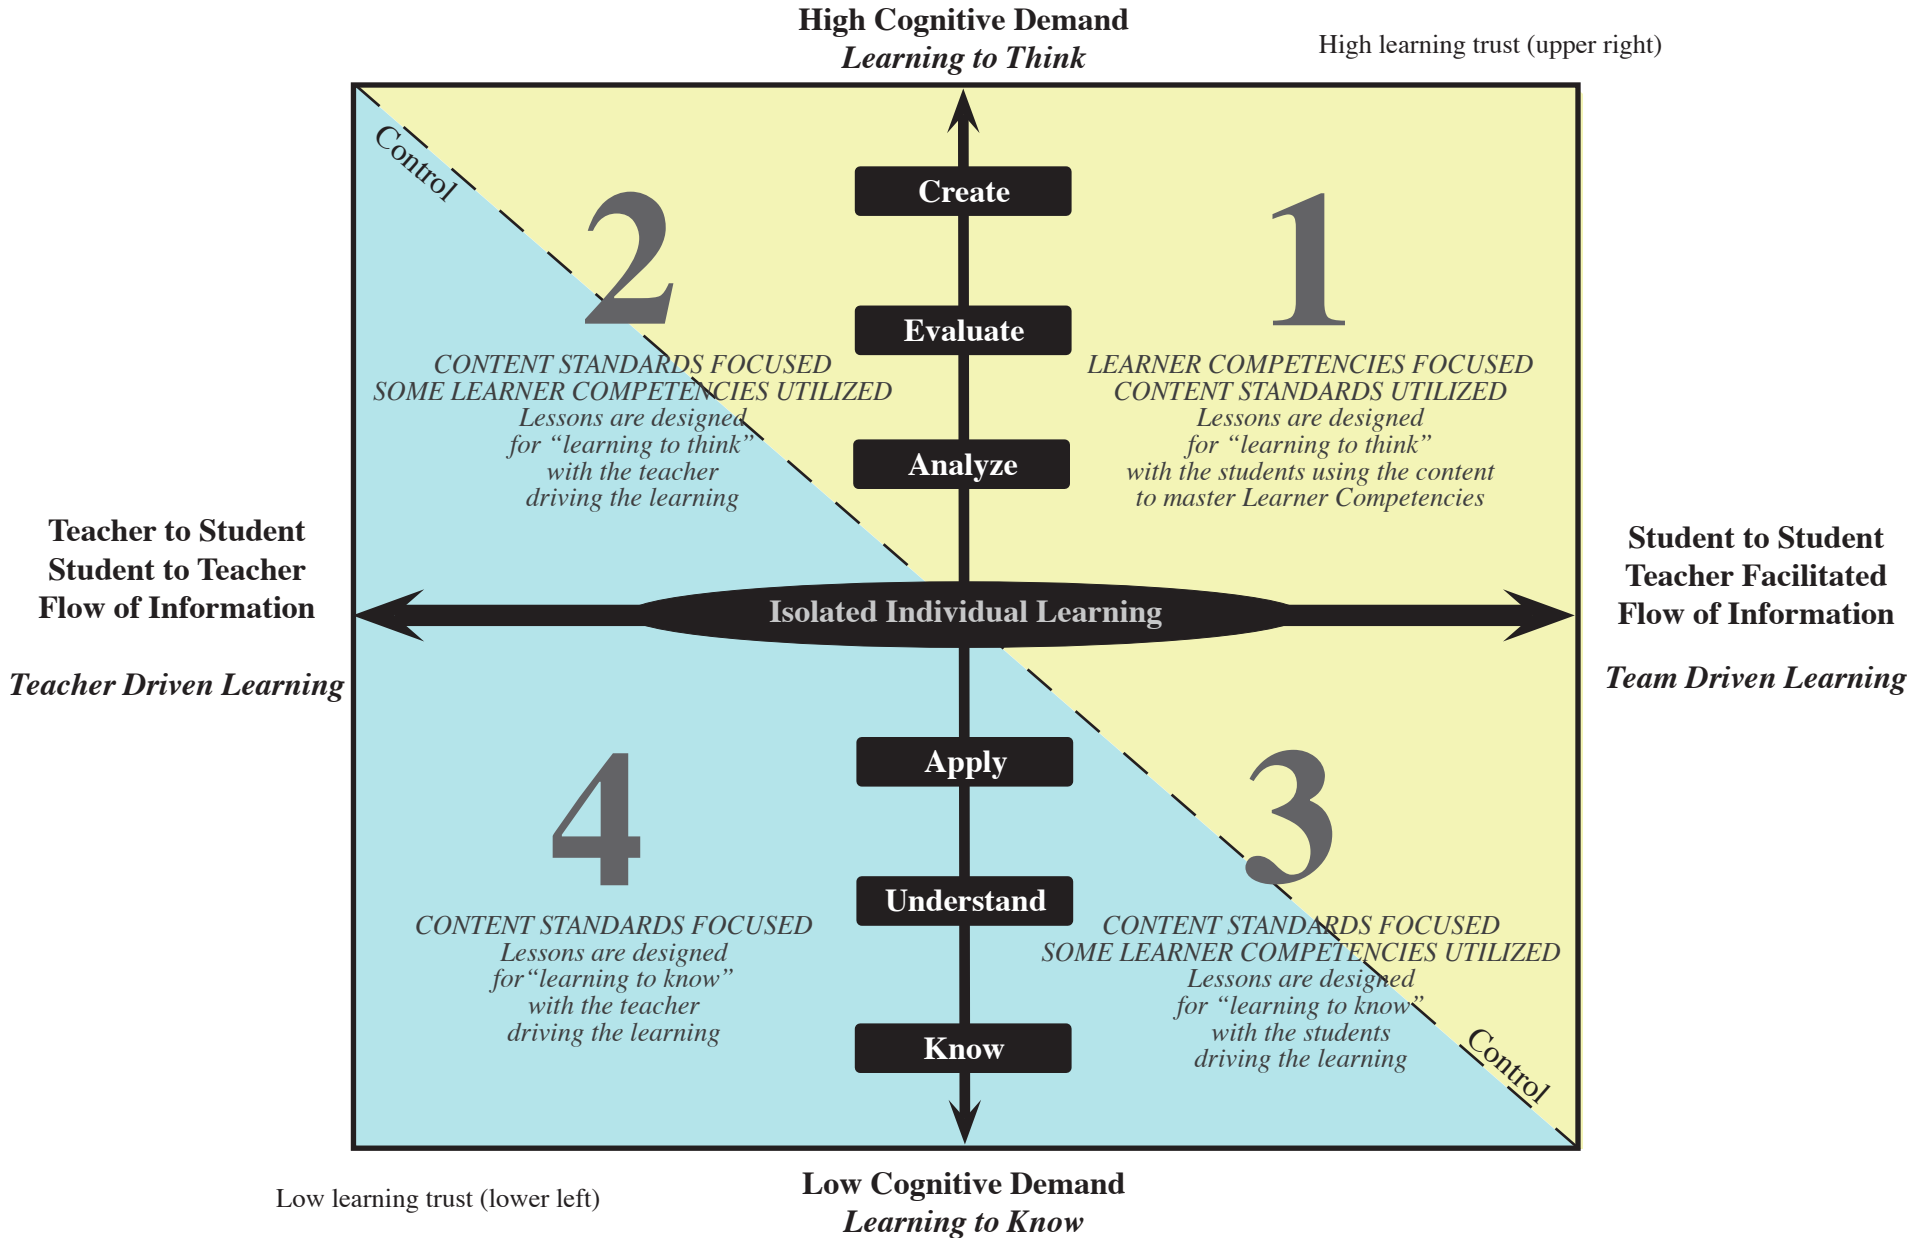 High Cognitive Demand
Learning to Think
High learning trust (upper right)
Control
Create
2
1
Evaluate
CONTENT STANDARDS FOCUSED
SOME LEARNER COMPETENCIES UTILIZED
Lessons are designed
for “learning to think”
with the teacher
driving the learning
LEARNER COMPETENCIES FOCUSED
CONTENT STANDARDS UTILIZED
Lessons are designed
for “learning to think”
with the students using the content
to master Learner Competencies
Analyze
Teacher to Student
Student to Teacher
Flow of Information
Teacher Driven Learning
Isolated Individual Learning
Student to Student
Teacher Facilitated
Flow of Information
Team Driven Learning
Apply
4
3
Understand
CONTENT STANDARDS FOCUSED
Lessons are designed
for“learning to know”
with the teacher
driving the learning
CONTENT STANDARDS FOCUSED
SOME LEARNER COMPETENCIES UTILIZED
Lessons are designed
for “learning to know”
with the students
driving the learning
Know
Control
Low learning trust (lower left)
Low Cognitive Demand
Learning to Know